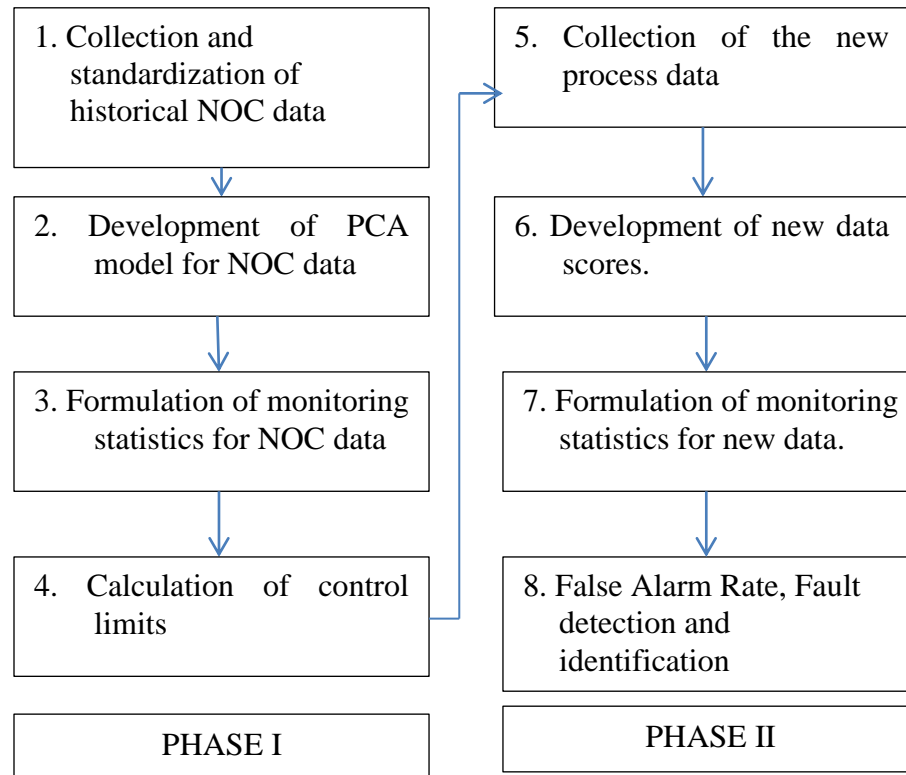 1. Collection and
standardization of
historical NOC data
2. Development of PCA
model for NOC data
3. Formulation of monitoring
statistics for NOC data
4. Calculation of control
limits
PHASE I
5. Collection of the new
process data
6. Development of new data
scores.
7. Formulation of monitoring
statistics for new data.
8. False Alarm Rate, Fault
detection and
identification
PHASE II